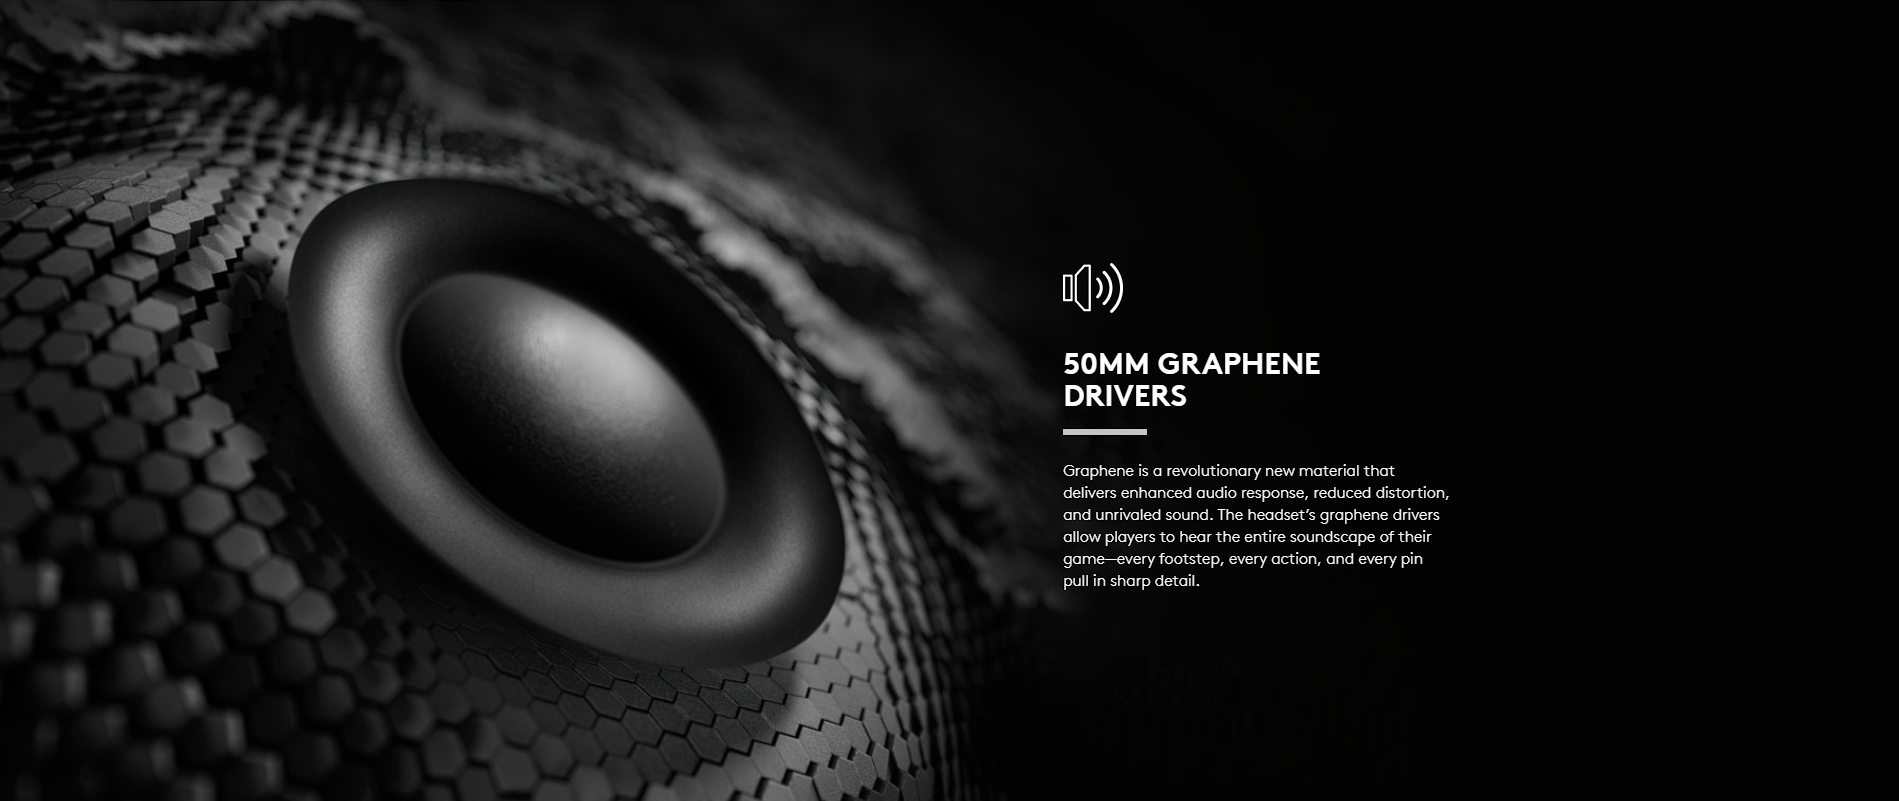 50MM GRAPHENE
DRIVERS
Graphene is a revolutionary new material that
delivers enhanced audio response, reduced distortion,
and unrivaled sound. The headset’s graphene drivers
allow players to hear the entire soundscape of their
game—every footstep, every action, and every pin
pull in sharp detail.